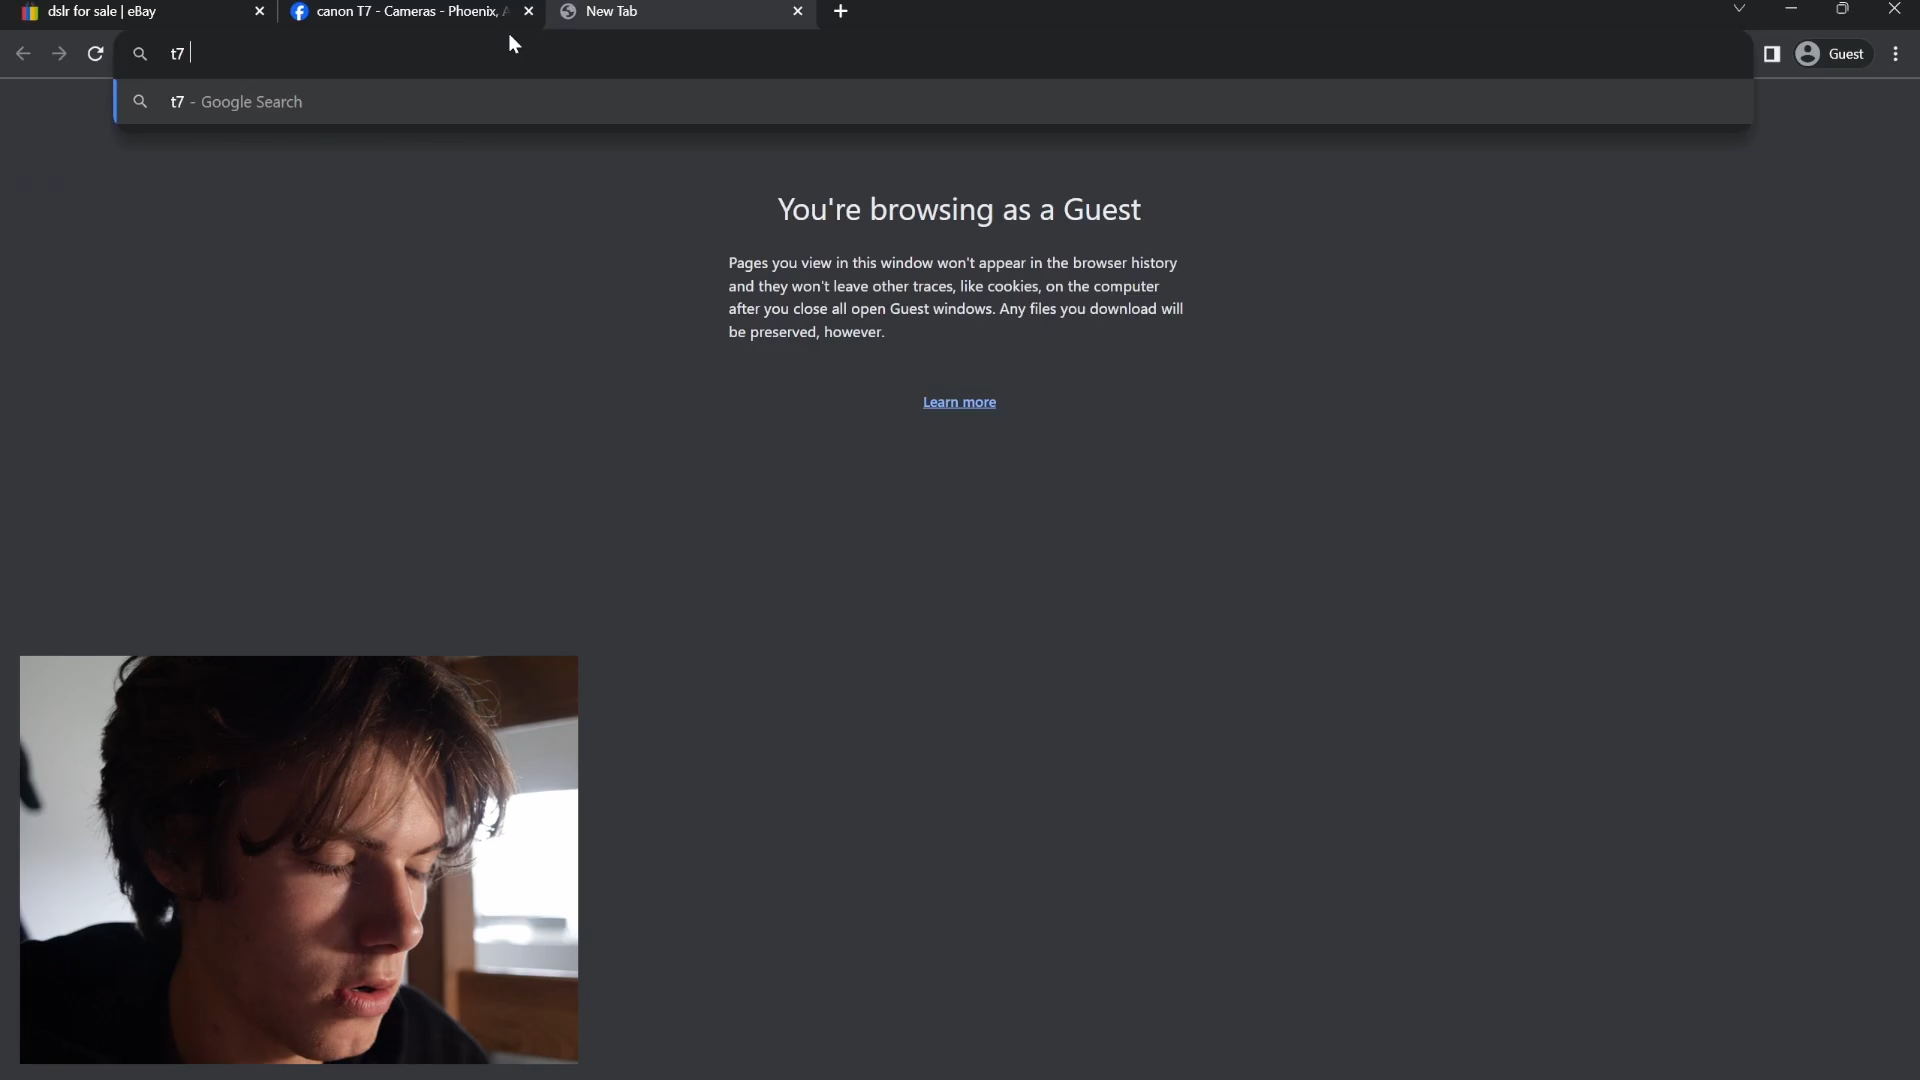 dslr for sale | eBay
canon T7 - Cameras - Phoenix, A
New Tab
t7
Guest
t7 - Google Search
You're browsing as a Guest
Pages you view in this window won't appear in the browser history
and they won't leave other traces, like cookies, on the computer
after you close all open Guest windows. Any files you download will
be preserved, however.
Learn more